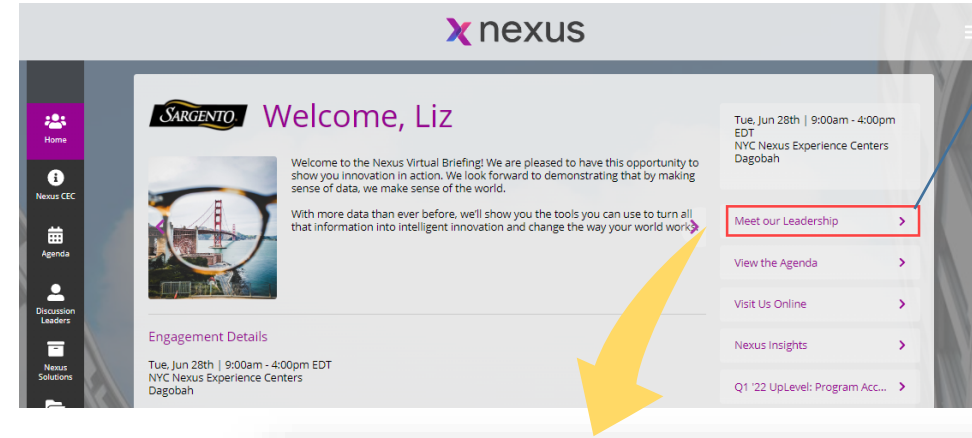 nexus
Home
Nexus CEC
Agenda
Discussion
Leaders
Nexus
Solutions
SARGENTO
Welcome, Liz
Welcome to the Nexus Virtual Briefing! We are pleased to have this opportunity to
show you innovation in action. We look forward to demonstrating that by making
sense of data, we make sense of the world.
With more data than ever before, we'll show you the tools you can use to turn all
that information into intelligent innovation and change the way your world works
Engagement Details
Tue, Jun 28th | 9:00am - 4:00pm EDT
NYC Nexus Experience Centers
Dagobah
Tue, Jun 28th | 9:00am - 4:00pm
EDT
NYC Nexus Experience Centers
Dagobah
Meet our Leadership
View the Agenda
Visit Us Online
Nexus Insights
Q1 '22 UpLevel: Program Acc...